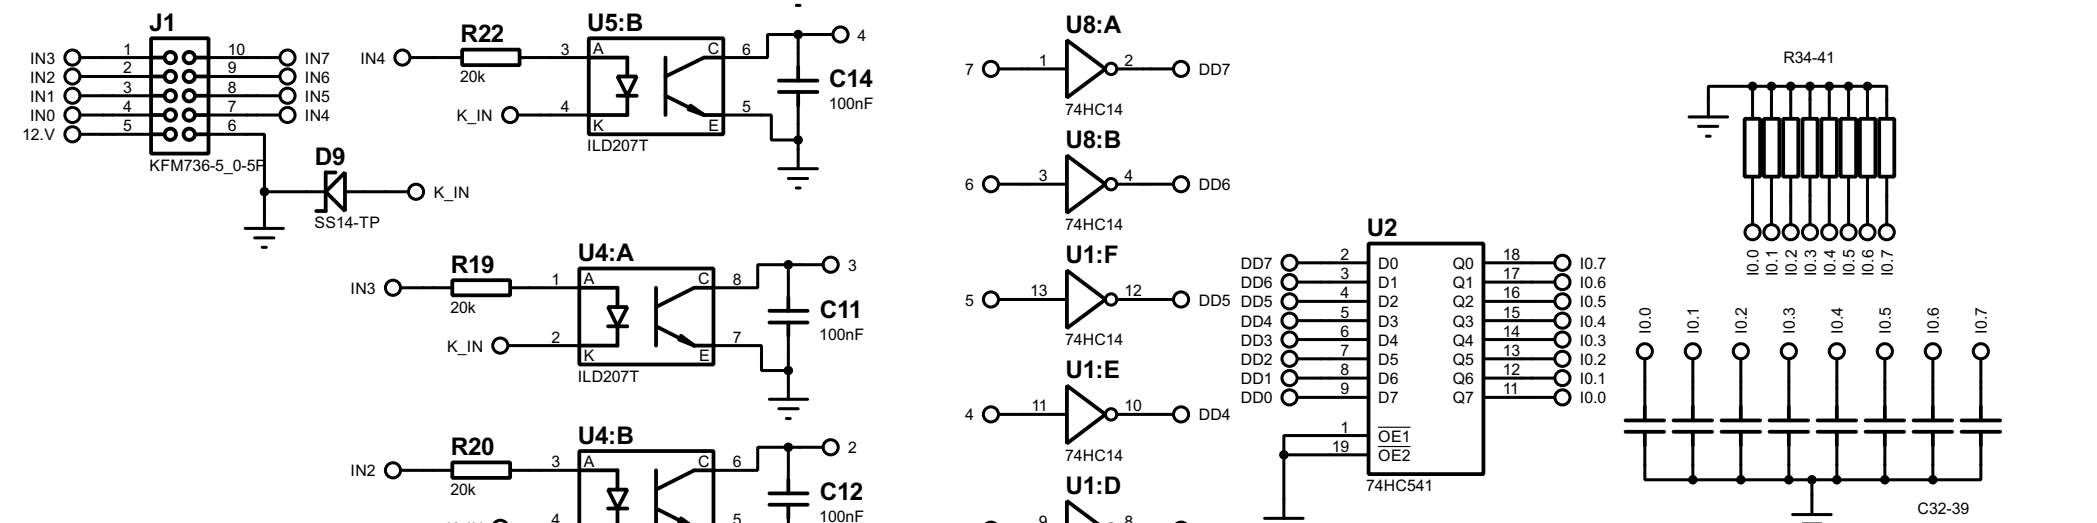 J1
IN3 1 10 IN7
IN2 2 9 IN6
IN1 3 8 IN5
IN0 4 7 IN4
12.V 5 6
KFM736-5_0-5P
D9
K_IN
SS14-TP
R22
IN4
20k
K_IN
U5:B
3 A C 6
4 K E 5
ILD207T
4
C14
100nF
R19
IN3
20k
K_IN
U4:A
1 A C 8
2 K E 7
ILD207T
3
C11
100nF
R20
IN2
20k
U4:B
3 A C 6
4 5
2
C12
100nF
U8:A
7 1 2 DD7
74HC14
U8:B
6 3 4 DD6
74HC14
U1:F
5 13 12 DD5
74HC14
U1:E
4 11 10 DD4
74HC14
U1:D
9 8
U2
DD7 2 D0 Q0 18 I0.7
DD6 3 D1 Q1 17 I0.6
DD5 4 D2 Q2 16 I0.5
DD4 5 D3 Q3 15 I0.4
DD3 6 D4 Q4 14 I0.3
DD2 7 D5 Q5 13 I0.2
DD1 8 D6 Q6 12 I0.1
DD0 9 D7 Q7 11 I0.0
1 OE1
19 OE2
74HC541
R34-41
I0.0 I0.1 I0.2 I0.3 I0.4 I0.5 I0.6 I0.7
I0.0 I0.1 I0.2 I0.3 I0.4 I0.5 I0.6 I0.7
C32-39